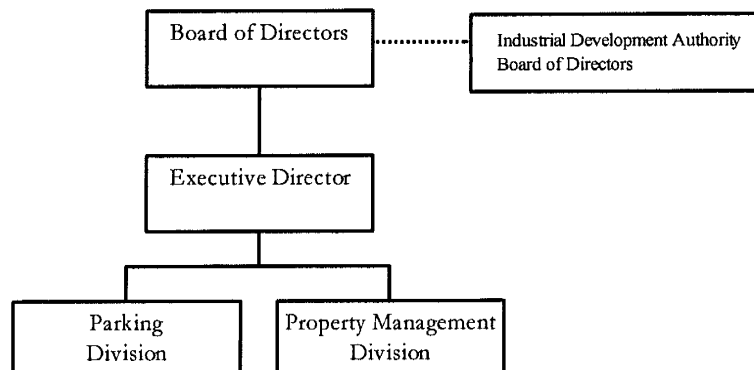 Board of Directors
Industrial Development Authority
Board of Directors
Executive Director
Parking
Division
Property Management
Division